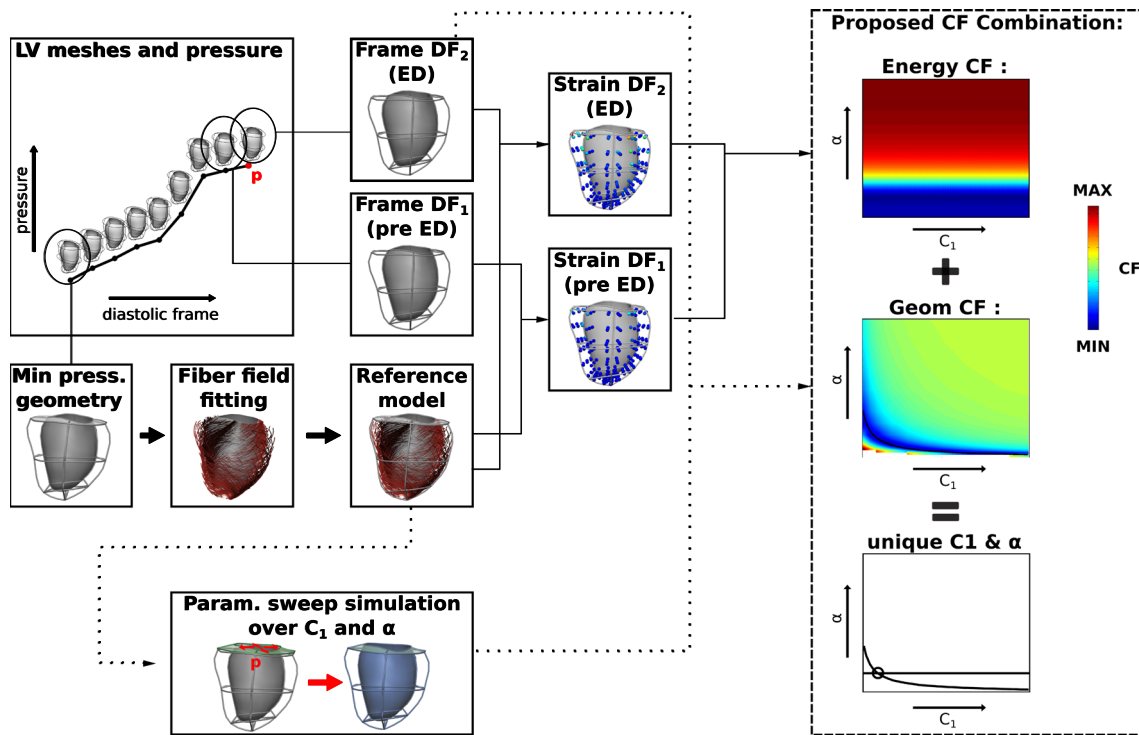 LV meshes and pressure
pressure
p
diastolic frame
Frame DF₂
(ED)
Frame DF₁
(pre ED)
Strain DF₂
(ED)
Strain DF₁
(pre ED)
Min press.
geometry
Fiber field
fitting
Reference
model
Param. sweep simulation
over C₁ and α
p
Proposed CF Combination:
Energy CF :
α
C₁
+
Geom CF :
α
C₁
=
unique C1 & α
α
C₁
MAX
CF
MIN